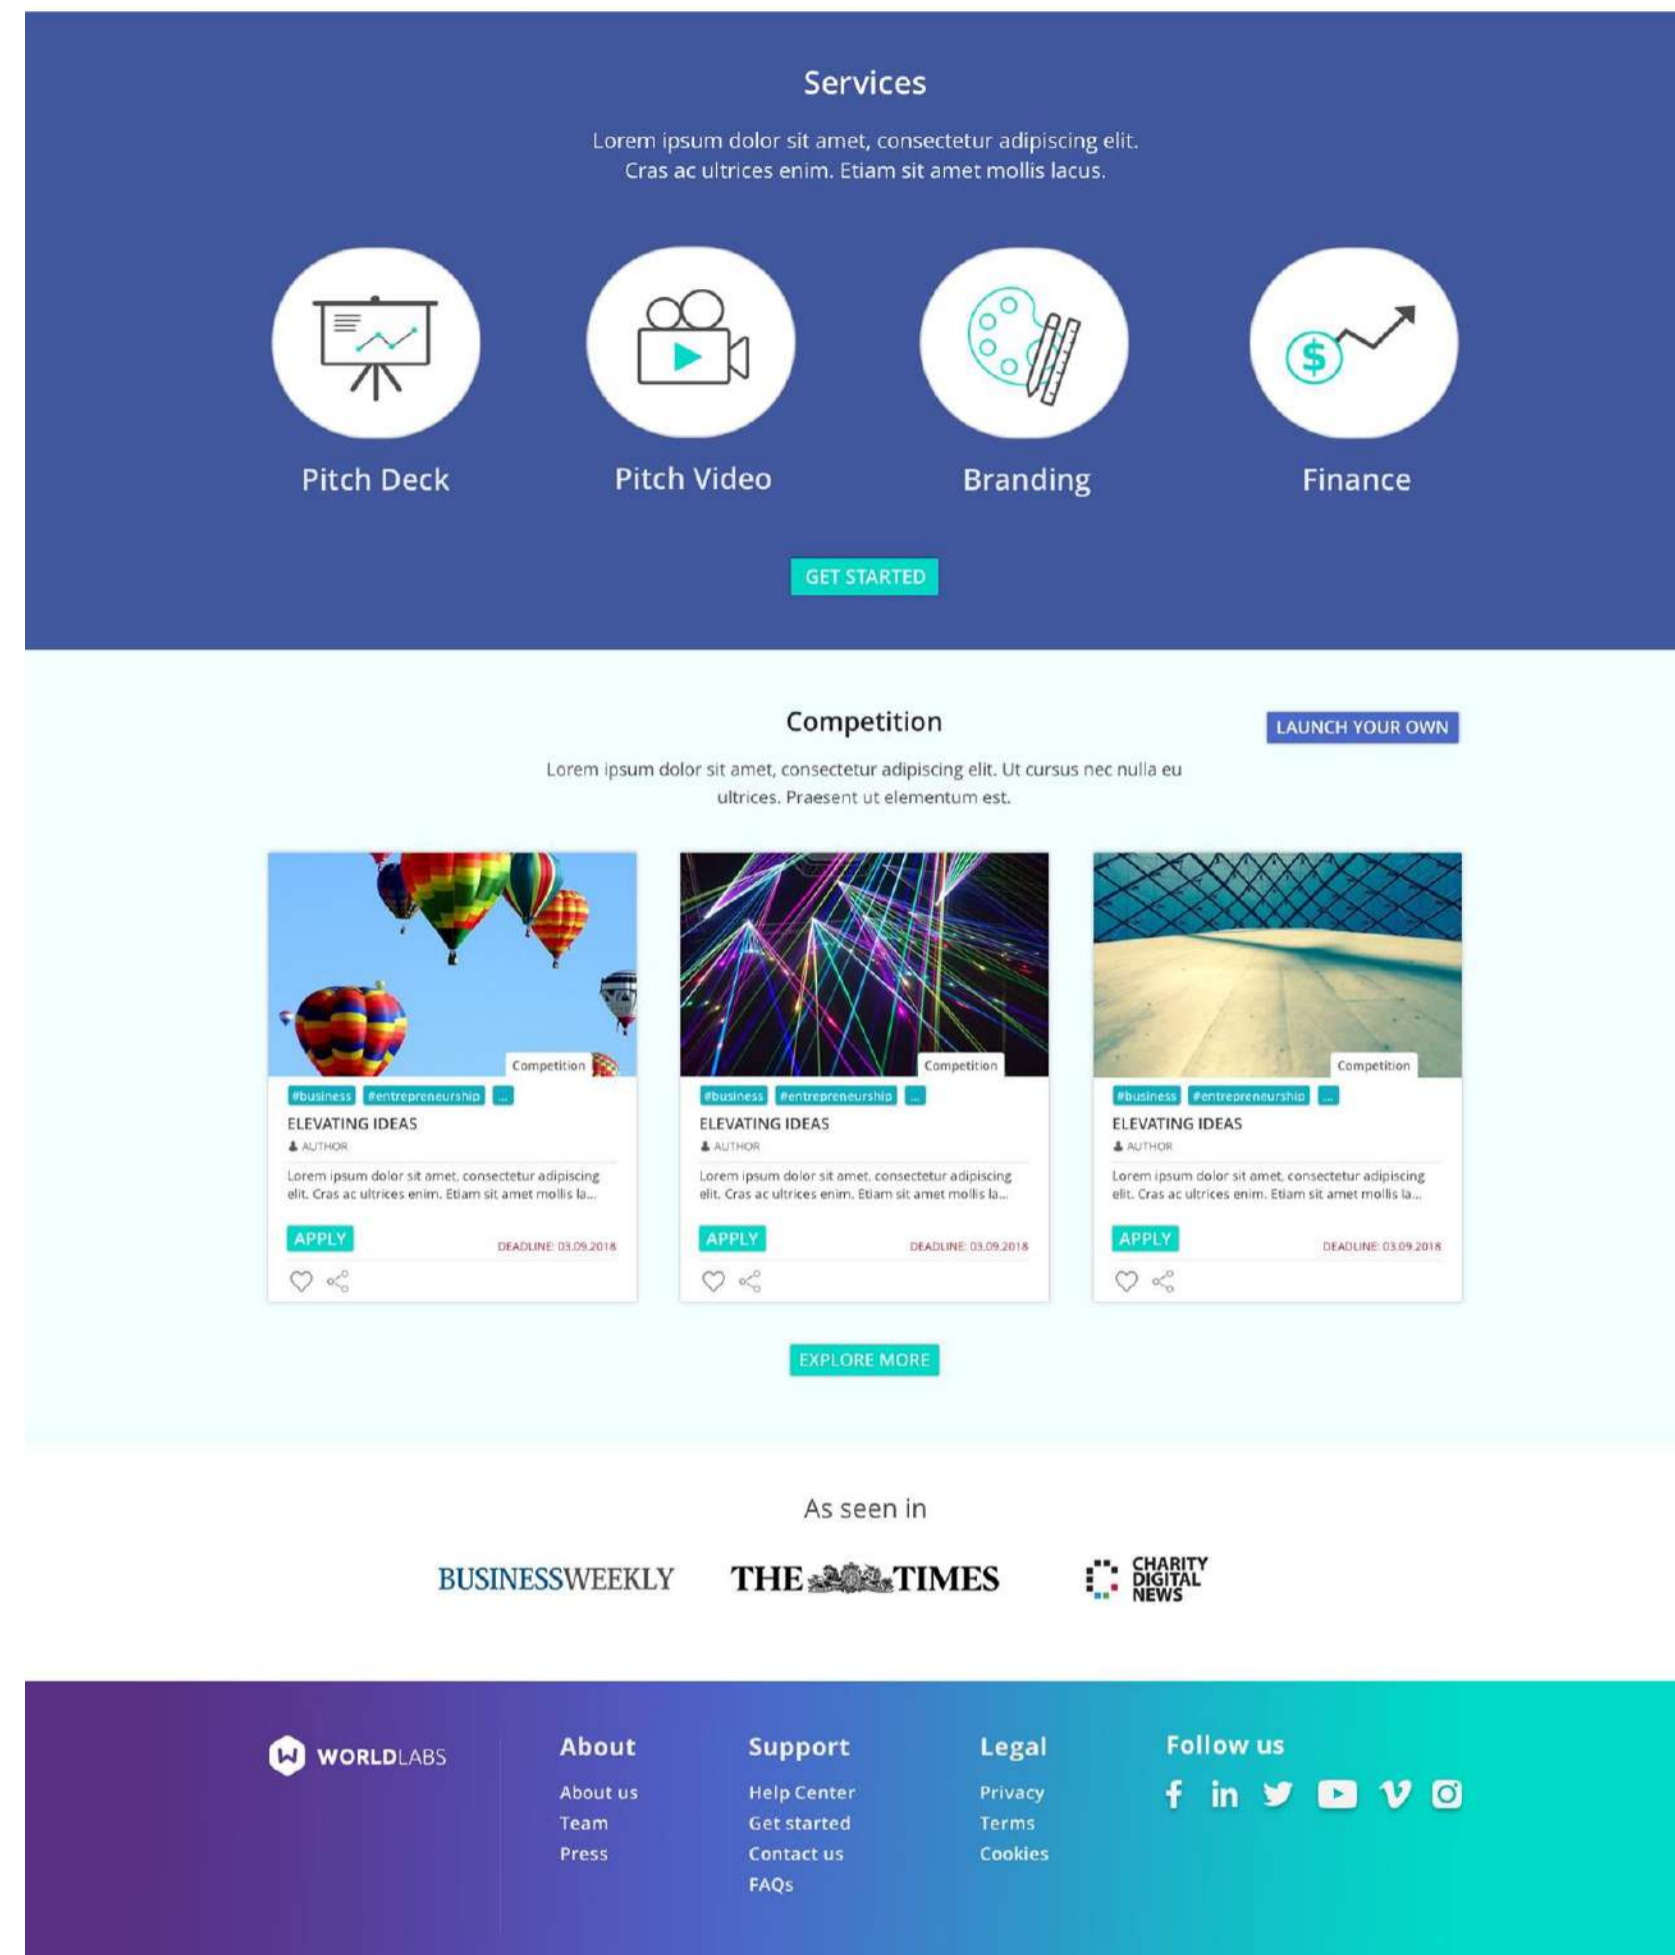 Services
Lorem ipsum dolor sit amet, consectetur adipiscing elit.
Cras ac ultrices enim. Etiam sit amet mollis lacus.
Pitch Deck
Pitch Video
Branding
Finance
GET STARTED
Competition
LAUNCH YOUR OWN
Lorem ipsum dolor sit amet, consectetur adipiscing elit. Ut cursus nec nulla eu
ultrices. Praesent ut elementum est.
Competition
#business #entrepreneurship ...
ELEVATING IDEAS
AUTHOR
Lorem ipsum dolor sit amet, consectetur adipiscing
elit. Cras ac ultrices enim. Etiam sit amet mollis la...
APPLY
DEADLINE: 03.09.2018
Competition
#business #entrepreneurship ...
ELEVATING IDEAS
AUTHOR
Lorem ipsum dolor sit amet, consectetur adipiscing
elit. Cras ac ultrices enim. Etiam sit amet mollis la...
APPLY
DEADLINE: 03.09.2018
Competition
#business #entrepreneurship ...
ELEVATING IDEAS
AUTHOR
Lorem ipsum dolor sit amet, consectetur adipiscing
elit. Cras ac ultrices enim. Etiam sit amet mollis la...
APPLY
DEADLINE: 03.09.2018
EXPLORE MORE
As seen in
BUSINESSWEEKLY
THE TIMES
CHARITY
DIGITAL
NEWS
WORLDLABS
About
About us
Team
Press
Support
Help Center
Get started
Contact us
FAQs
Legal
Privacy
Terms
Cookies
Follow us